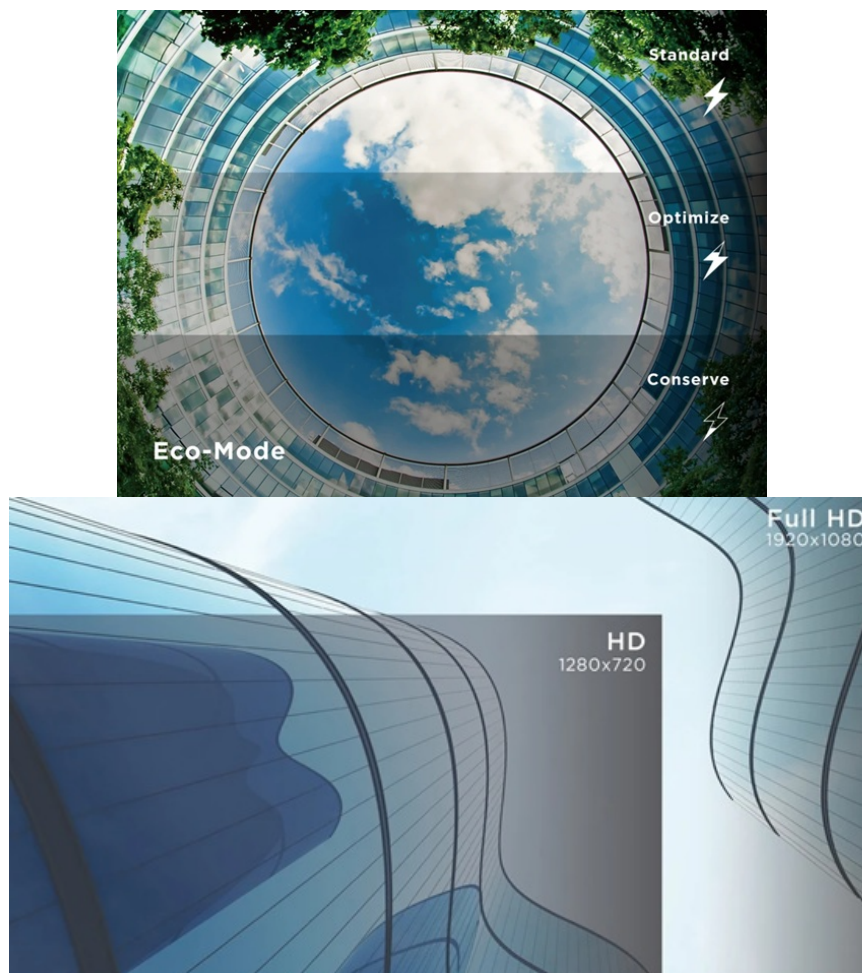 Standard
Optimize
Conserve
Eco-Mode
Full HD
1920x1080
HD
1280x720